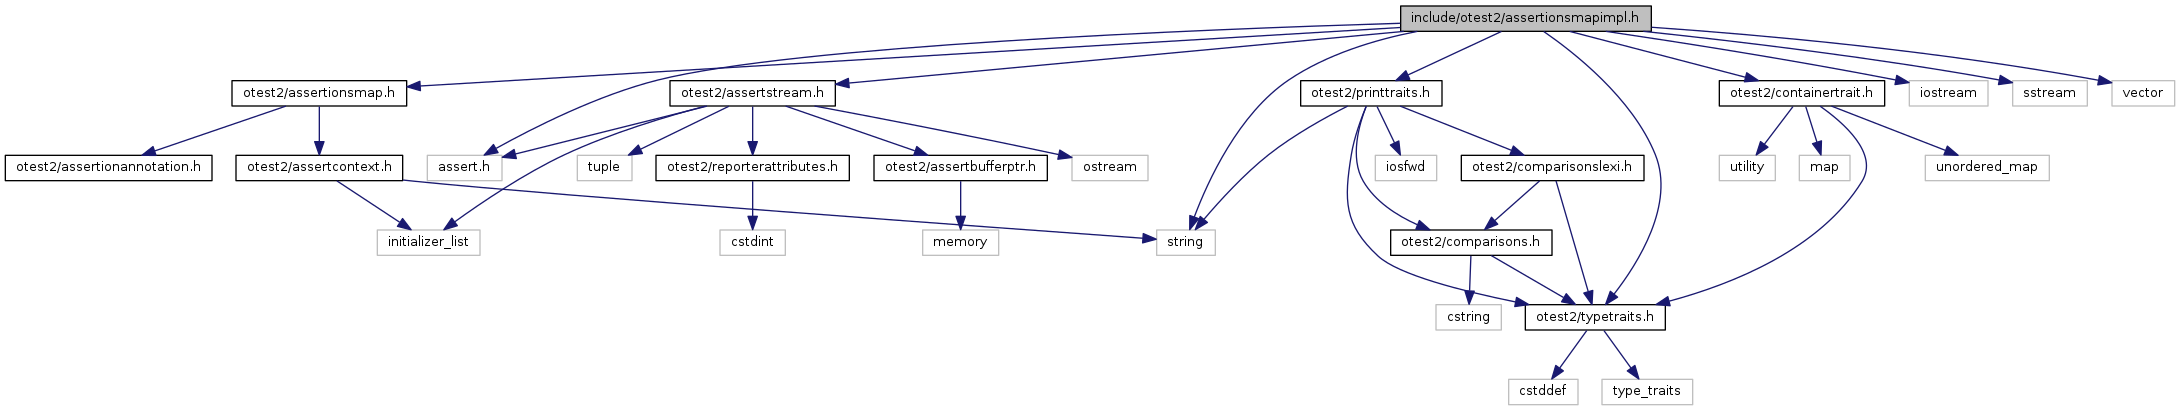 include/otest2/assertionsmapimpl.h
otest2/assertionsmap.h
otest2/assertstream.h
otest2/printtraits.h
otest2/containertrait.h
iostream
sstream
vector
otest2/assertionannotation.h
otest2/assertcontext.h
assert.h
tuple
otest2/reporterattributes.h
otest2/assertbufferptr.h
ostream
iosfwd
otest2/comparisonslexi.h
utility
map
unordered_map
initializer_list
cstdint
memory
string
otest2/comparisons.h
cstring
otest2/typetraits.h
cstddef
type_traits